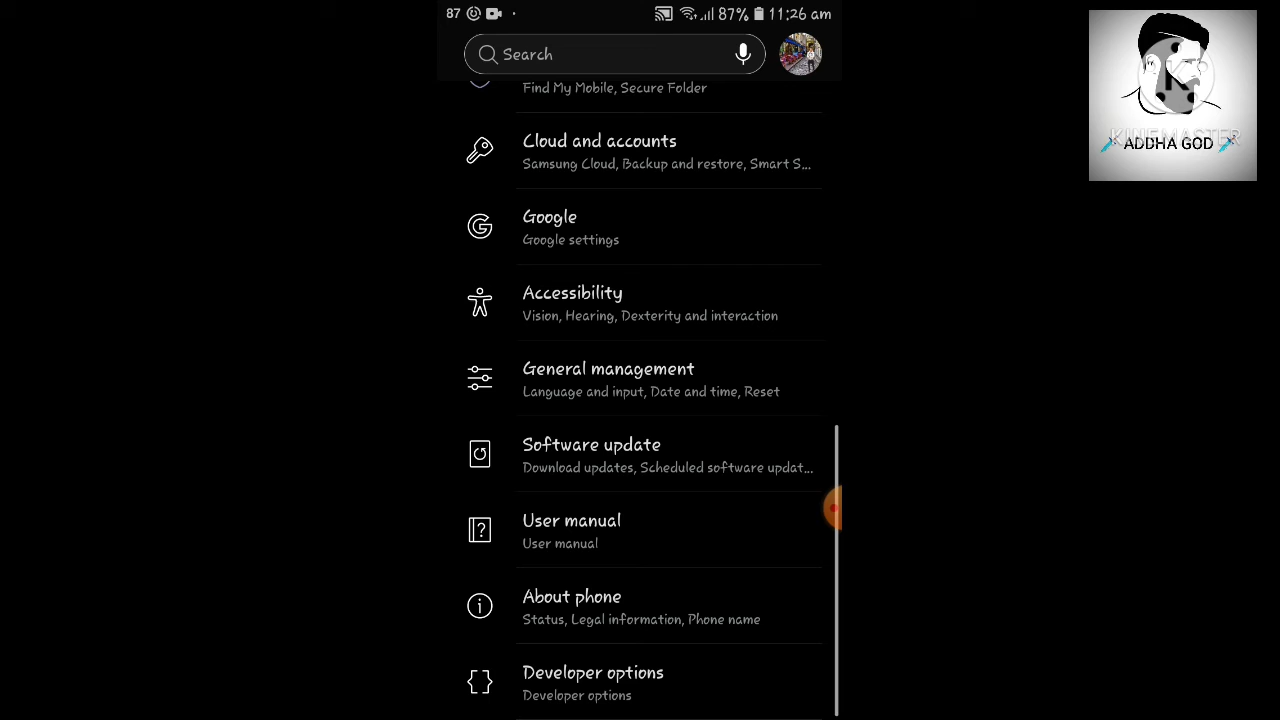 87
87% 11:26 am
Search
Find My Mobile, Secure Folder
Cloud and accounts
Samsung Cloud, Backup and restore, Smart S...
Google
Google settings
Accessibility
Vision, Hearing, Dexterity and interaction
General management
Language and input, Date and time, Reset
Software update
Download updates, Scheduled software updat...
User manual
User manual
About phone
Status, Legal information, Phone name
Developer options
Developer options
K
KINEMASTER
ADDHA GOD